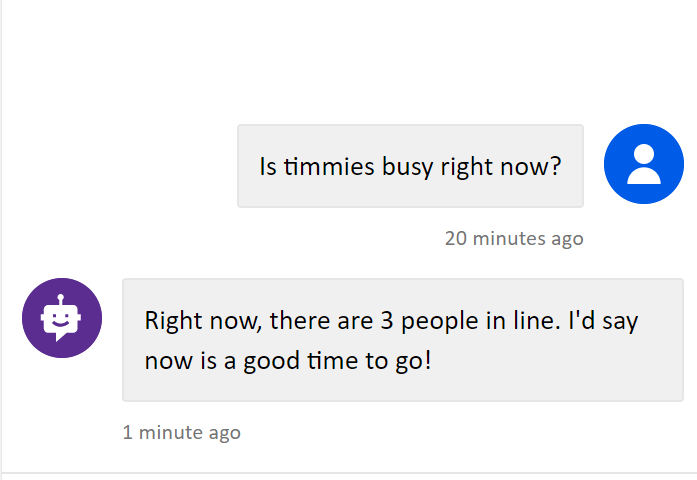 Is timmies busy right now?
20 minutes ago
Right now, there are 3 people in line. I'd say
now is a good time to go!
1 minute ago